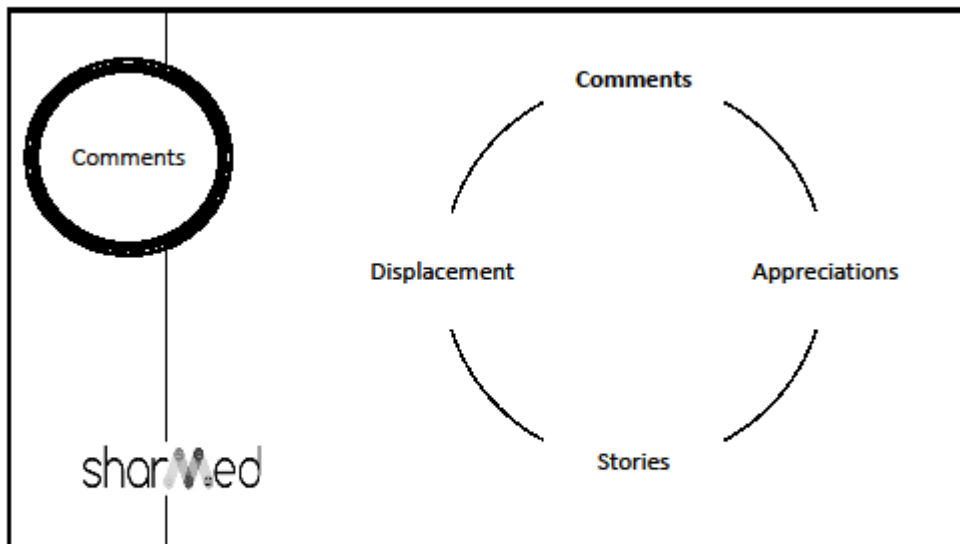 Comments
Comments
Displacement
Appreciations
Stories
sharMed